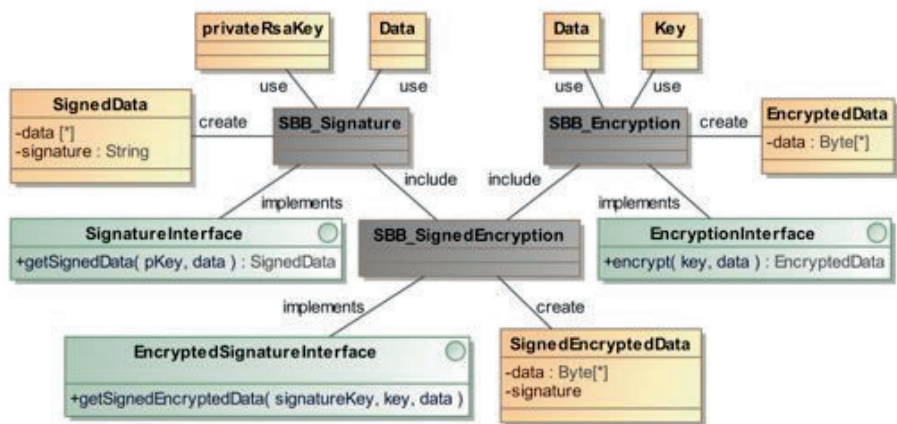 privateRsaKey
Data
Data
Key
use
use
use
use
SignedData
-data [*]
-signature : String
create
SBB_Signature
SBB_Encryption
create
EncryptedData
-data : Byte[*]
include
include
implements
implements
SignatureInterface
+getSignedData( pKey, data ) : SignedData
SBB_SignedEncryption
EncryptionInterface
+encrypt( key, data ) : EncryptedData
implements
create
EncryptedSignatureInterface
+getSignedEncryptedData( signatureKey, key, data )
SignedEncryptedData
-data : Byte[*]
-signature